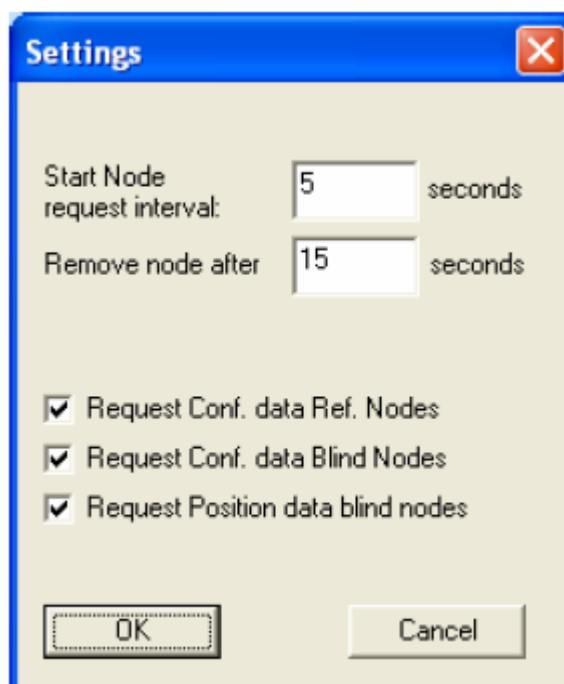 Settings
Start Node
request interval:
5 seconds
Remove node after 15 seconds
Request Conf. data Ref. Nodes
Request Conf. data Blind Nodes
Request Position data blind nodes
OK Cancel